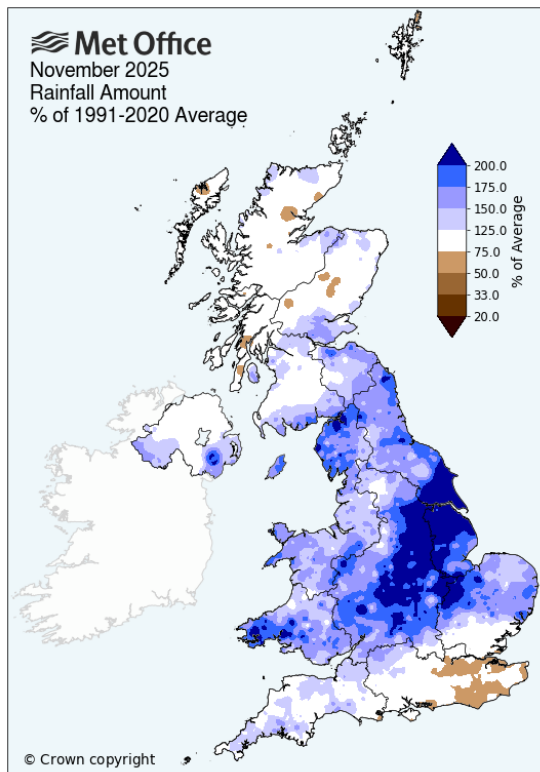 Met Office
November 2025
Rainfall Amount
% of 1991-2020 Average
200.0
175.0
150.0
125.0
75.0
50.0
33.0
20.0
% of Average
© Crown copyright